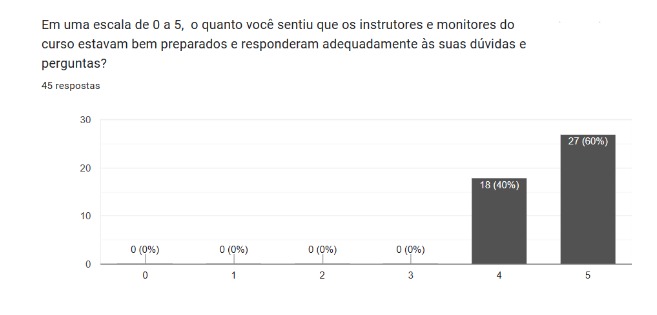 Em uma escala de 0 a 5, o quanto você sentiu que os instrutores e monitores do
curso estavam bem preparados e responderam adequadamente às suas dúvidas e
perguntas?
45 respostas
30
20
10
0
0 (0%) 0 (0%) 0 (0%) 0 (0%) 18 (40%) 27 (60%)
0 1 2 3 4 5